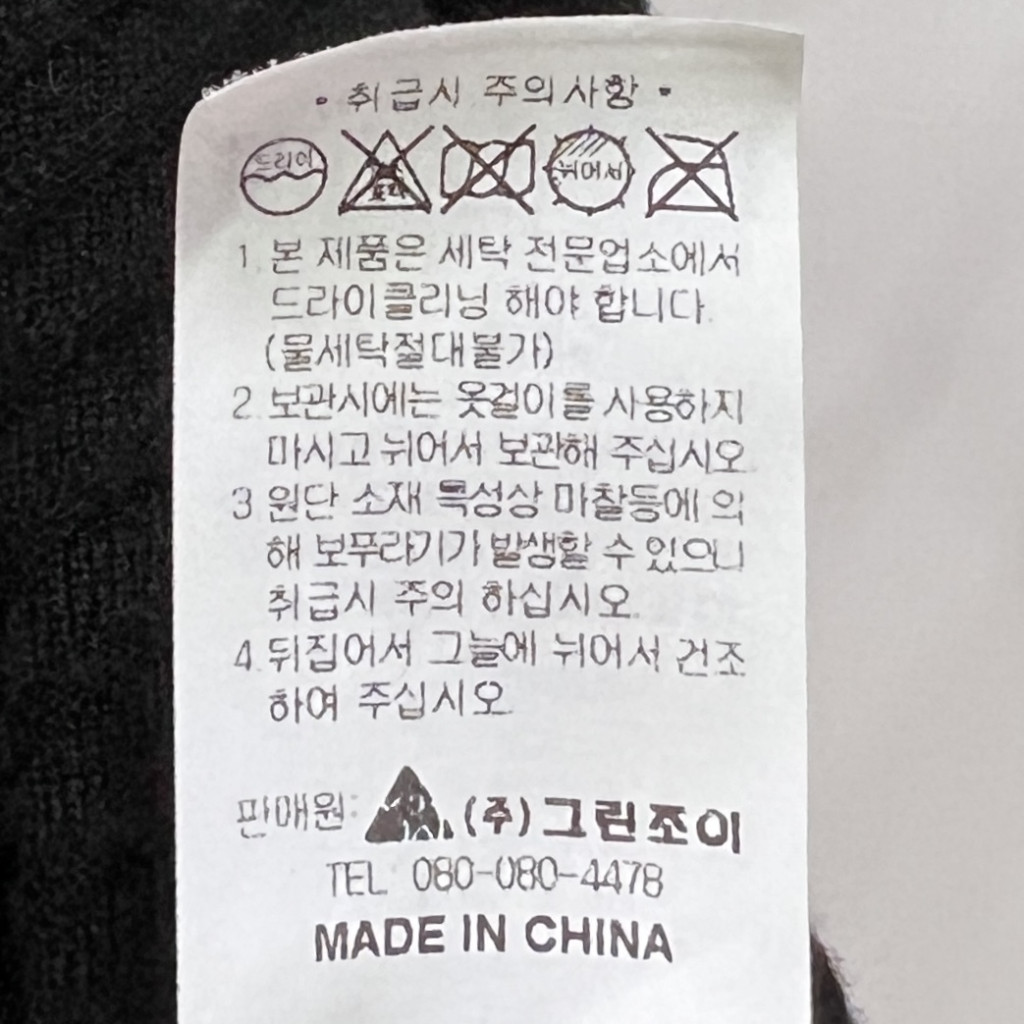 · 취급시 주의사항 ·
드리이 뉘어서
1. 본 제품은 세탁 전문업소에서
드라이클리닝 해야 합니다.
(물세탁절대불가)
2. 보관시에는 옷걸이를 사용하지
마시고 뉘어서 보관해 주십시오
3 원단 소재 특성상 마찰등에 의
해 보푸라기가 발생할 수 있으니
취급시 주의 하십시오.
4. 뒤집어서 그늘에 뉘어서 건조
하여 주십시오.
판매원: (주)그린조이
TEL 080-080-4478
MADE IN CHINA